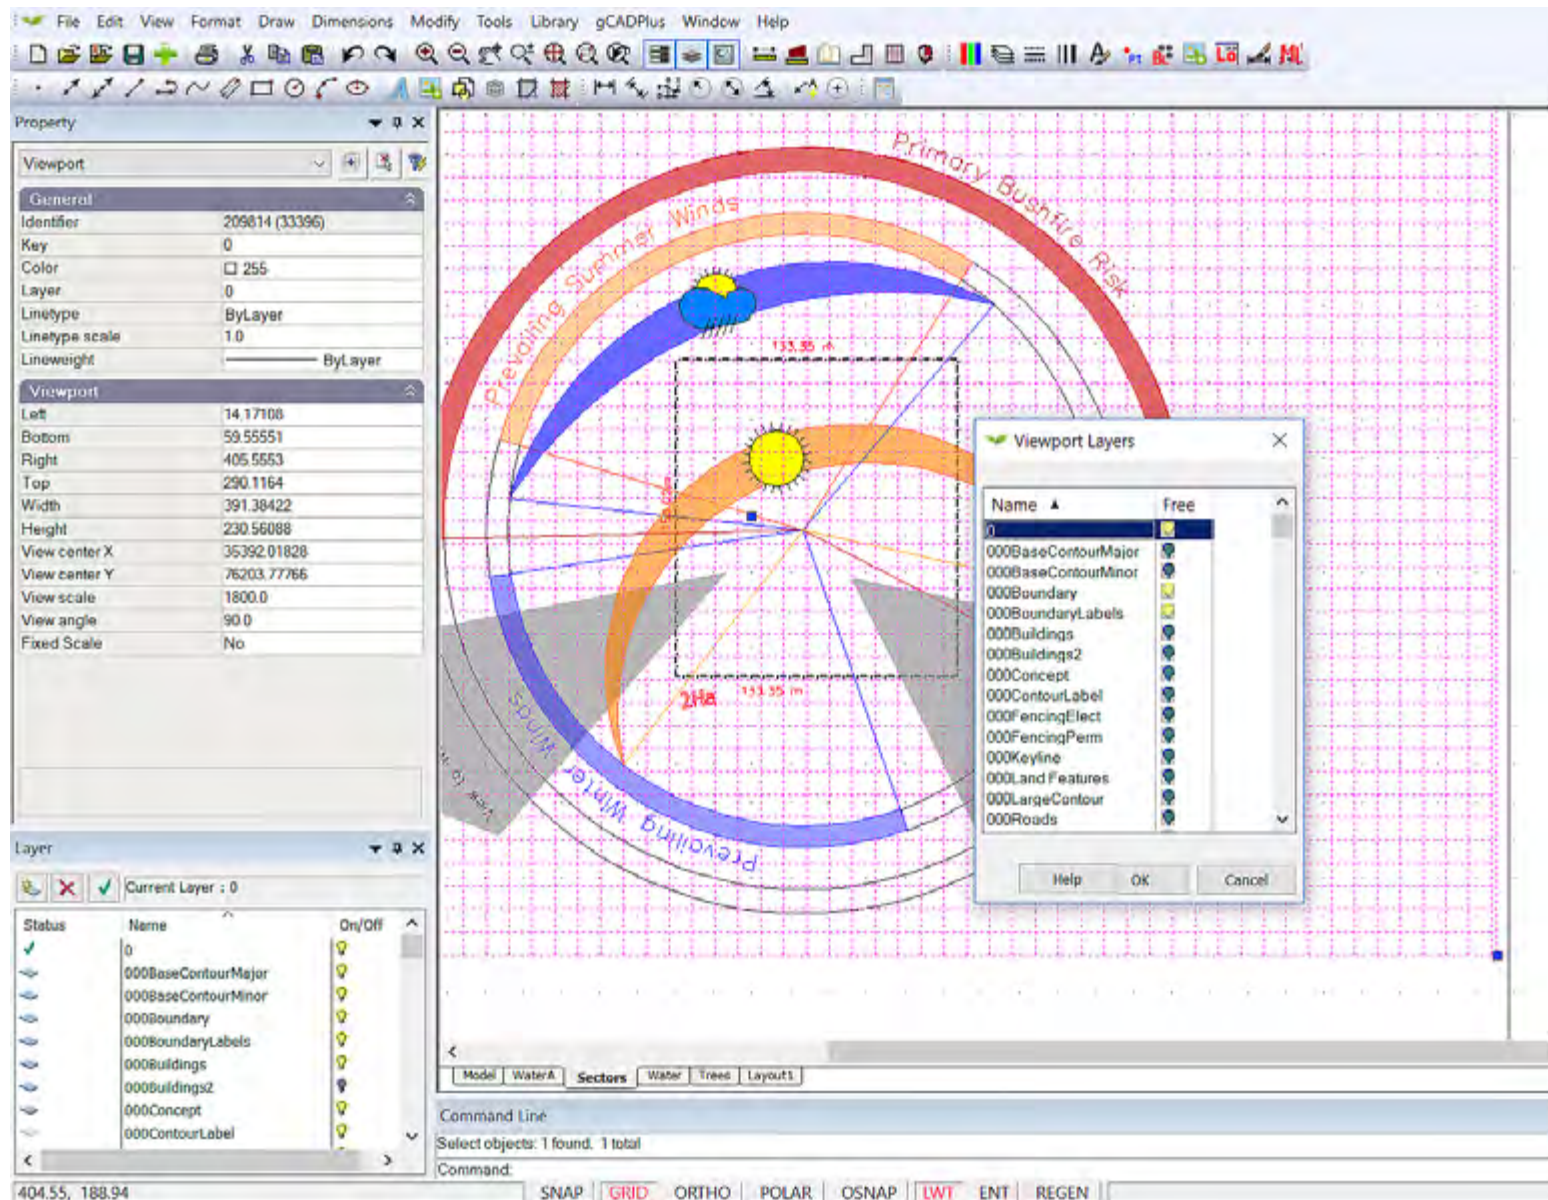 File Edit View Format Draw Dimensions Modify Tools Library gCADPlus Window Help
Property
Viewport
General
Identifier 209814 (33396)
Key 0
Color 255
Layer 0
Linetype ByLayer
Linetype scale 1.0
Lineweight ByLayer
Viewport
Left 14.17108
Bottom 59.55551
Right 405.5553
Top 290.1164
Width 391.38422
Height 230.56088
View center X 35392.01828
View center Y 76203.77766
View scale 1800.0
View angle 90.0
Fixed Scale No
Layer
Current Layer : 0
Status Name On/Off
0
000BaseContourMajor
000BaseContourMinor
000Boundary
000BoundaryLabels
000Buildings
000Buildings2
000Concept
000ContourLabel
404.55, 188.94
Primary Bushfire Risk
Prevailing Summer Winds
133.35 m
2Ha
133.35 m
Prevailing Winter Winds
Viewport Layers
Name Free
0
000BaseContourMajor
000BaseContourMinor
000Boundary
000BoundaryLabels
000Buildings
000Buildings2
000Concept
000ContourLabel
000FencingElect
000FencingPerm
000Keyline
000Land Features
000LargeContour
000Roads
Help OK Cancel
Model WaterA Sectors Water Trees Layout1
Command Line
Select objects: 1 found, 1 total
Command:
SNAP GRID ORTHO POLAR OSNAP LWT ENT REGEN